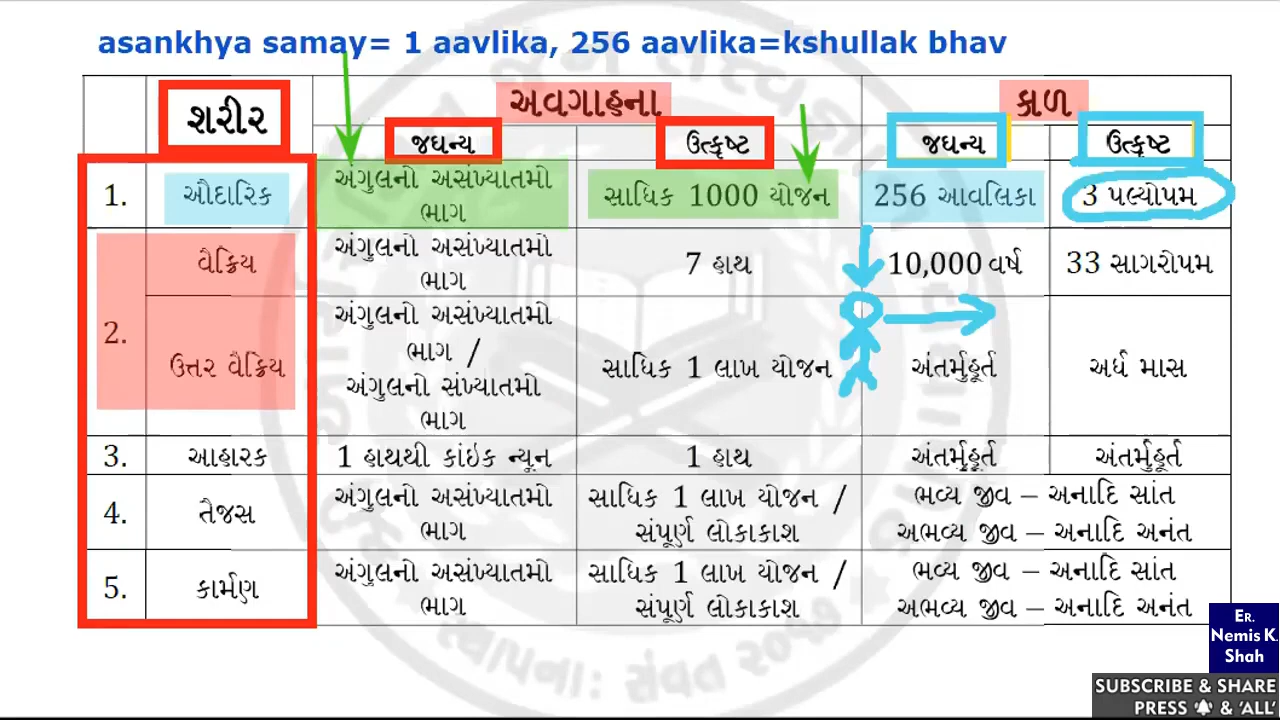 asankhya samay= 1 aavlika, 256 aavlika=kshullak bhav
શરીર અવગાહના કાળ
જઘન્ય ઉત્કૃષ્ટ જઘન્ય ઉત્કૃષ્ટ
1. ઔદારિક અંગુલનો અસંખ્યાતમો ભાગ સાધિક 1000 યોજન 256 આવલિકા 3 પલ્યોપમ
વૈક્રિય અંગુલનો અસંખ્યાતમો ભાગ 7 હાથ 10,000 વર્ષ 33 સાગરોપમ
2. ઉત્તર વૈક્રિય અંગુલનો અસંખ્યાતમો ભાગ / અંગુલનો સંખ્યાતમો ભાગ સાધિક 1 લાખ યોજન અંતર્મુહૂર્ત અર્ધ માસ
3. આહારક 1 હાથથી કાંઇક ન્યૂન 1 હાથ અંતર્મુહૂર્ત અંતર્મુહૂર્ત
4. તૈજસ અંગુલનો અસંખ્યાતમો ભાગ સાધિક 1 લાખ યોજન / સંપૂર્ણ લોકાકાશ ભવ્ય જીવ – અનાદિ સાંત અભવ્ય જીવ – અનાદિ અનંત
5. કાર્મણ અંગુલનો અસંખ્યાતમો ભાગ સાધિક 1 લાખ યોજન / સંપૂર્ણ લોકાકાશ ભવ્ય જીવ – અનાદિ સાંત અભવ્ય જીવ – અનાદિ અનંત
સ્થાપના: સંવત ૨૦૧૭
ER.
Nemis K.
Shah
SUBSCRIBE & SHARE
PRESS & ‘ALL’